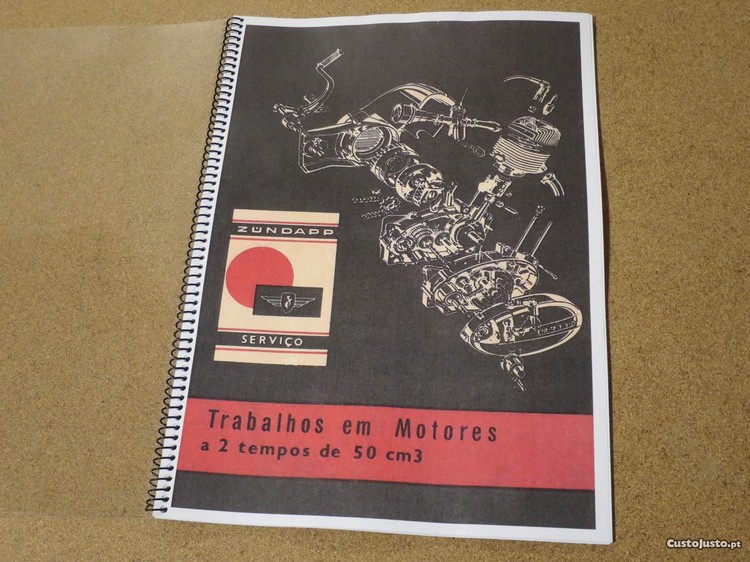 ZÜNDAPP
SERVIÇO
Trabalhos em Motores
a 2 tempos de 50 cm3
CustoJusto.pt